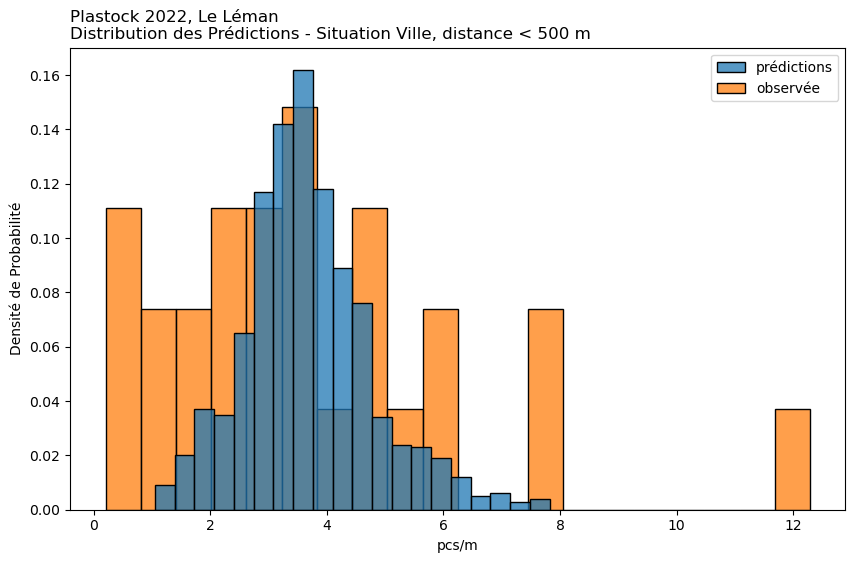 Plastock 2022, Le Léman
Distribution des Prédictions - Situation Ville, distance < 500 m
prédictions
observée
Densité de Probabilité
0.16
0.14
0.12
0.10
0.08
0.06
0.04
0.02
0.00
0 2 4 6 8 10 12
pcs/m